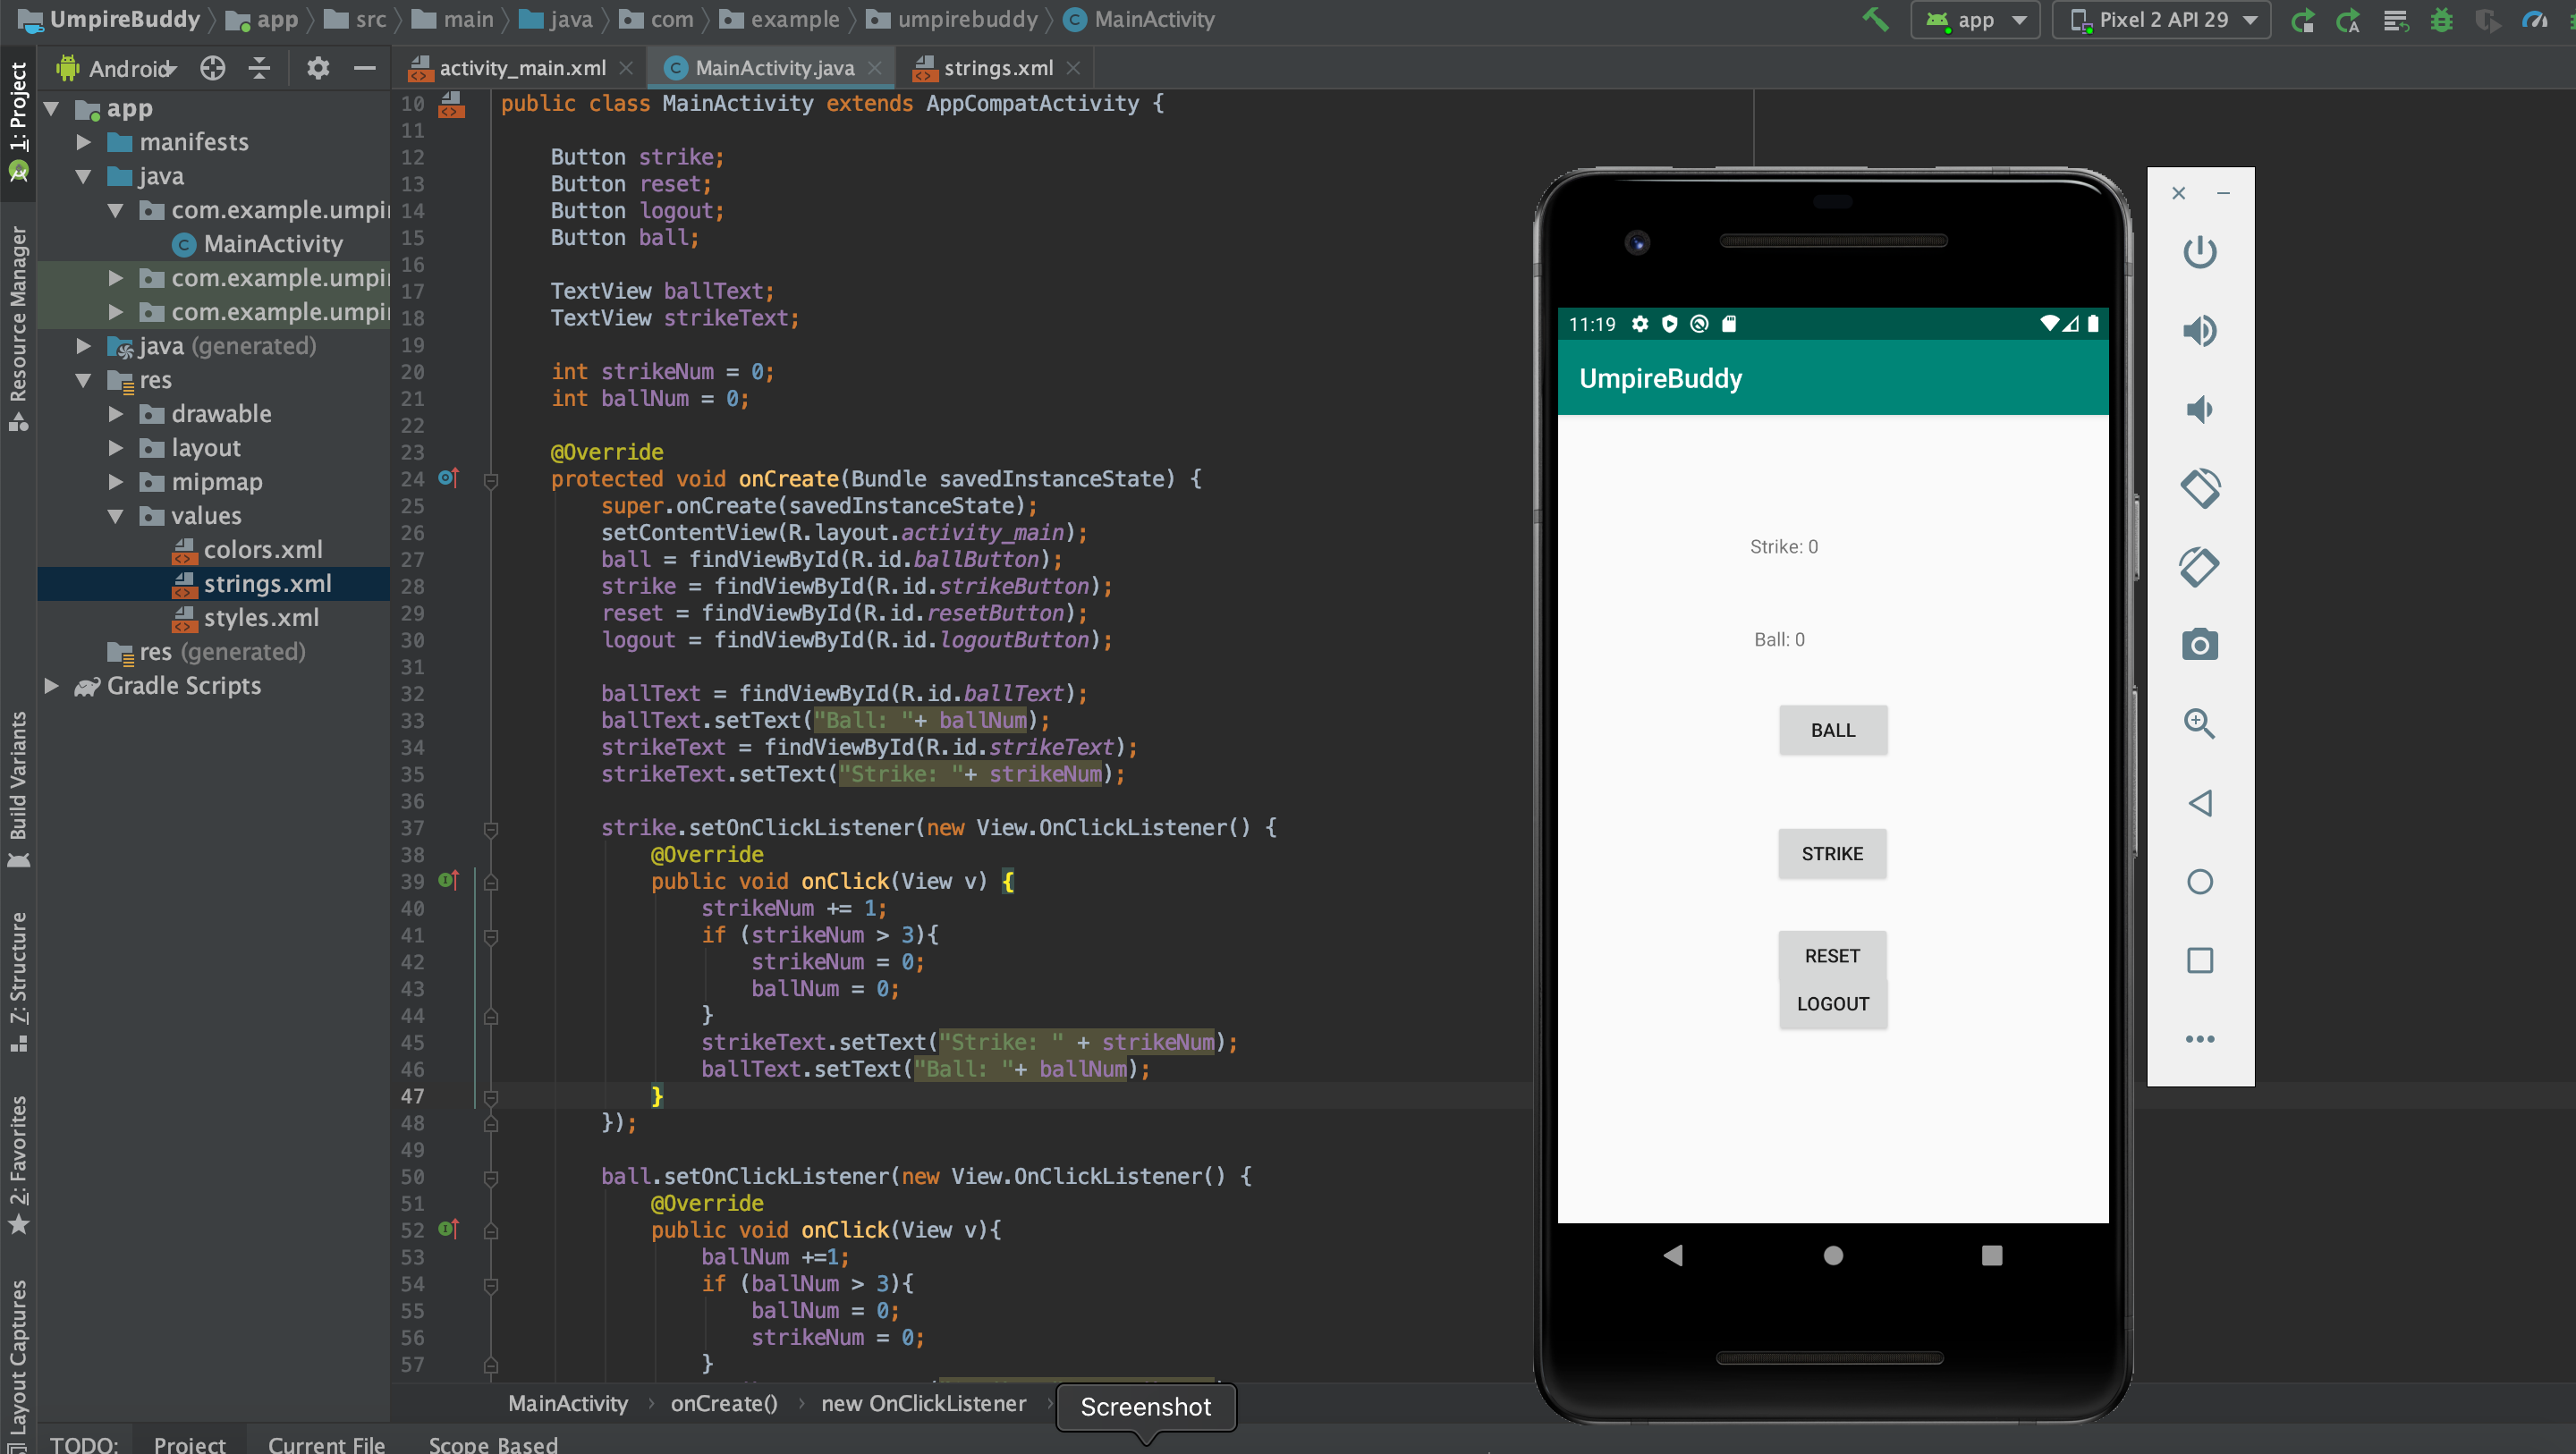 UmpireBuddy app src main java com example umpirebuddy MainActivity app Pixel 2 API 29
Android
activity_main.xml MainActivity.java strings.xml
1: Project
Resource Manager
Build Variants
7: Structure
2: Favorites
Layout Captures
app
manifests
java
com.example.umpi
MainActivity
com.example.umpi
com.example.umpi
java (generated)
res
drawable
layout
mipmap
values
colors.xml
strings.xml
styles.xml
res (generated)
Gradle Scripts
10 public class MainActivity extends AppCompatActivity {
11
12 Button strike;
13 Button reset;
14 Button logout;
15 Button ball;
16
17 TextView ballText;
18 TextView strikeText;
19
20 int strikeNum = 0;
21 int ballNum = 0;
22
23 @Override
24 protected void onCreate(Bundle savedInstanceState) {
25 super.onCreate(savedInstanceState);
26 setContentView(R.layout.activity_main);
27 ball = findViewById(R.id.ballButton);
28 strike = findViewById(R.id.strikeButton);
29 reset = findViewById(R.id.resetButton);
30 logout = findViewById(R.id.logoutButton);
31
32 ballText = findViewById(R.id.ballText);
33 ballText.setText("Ball: "+ ballNum);
34 strikeText = findViewById(R.id.strikeText);
35 strikeText.setText("Strike: "+ strikeNum);
36
37 strike.setOnClickListener(new View.OnClickListener() {
38 @Override
39 public void onClick(View v) {
40 strikeNum += 1;
41 if (strikeNum > 3){
42 strikeNum = 0;
43 ballNum = 0;
44 }
45 strikeText.setText("Strike: " + strikeNum);
46 ballText.setText("Ball: "+ ballNum);
47 }
48 });
49
50 ball.setOnClickListener(new View.OnClickListener() {
51 @Override
52 public void onClick(View v){
53 ballNum +=1;
54 if (ballNum > 3){
55 ballNum = 0;
56 strikeNum = 0;
57 }
MainActivity onCreate() new OnClickListener
Screenshot
TODO: Project Current File Scope Based
11:19
UmpireBuddy
Strike: 0
Ball: 0
BALL
STRIKE
RESET
LOGOUT